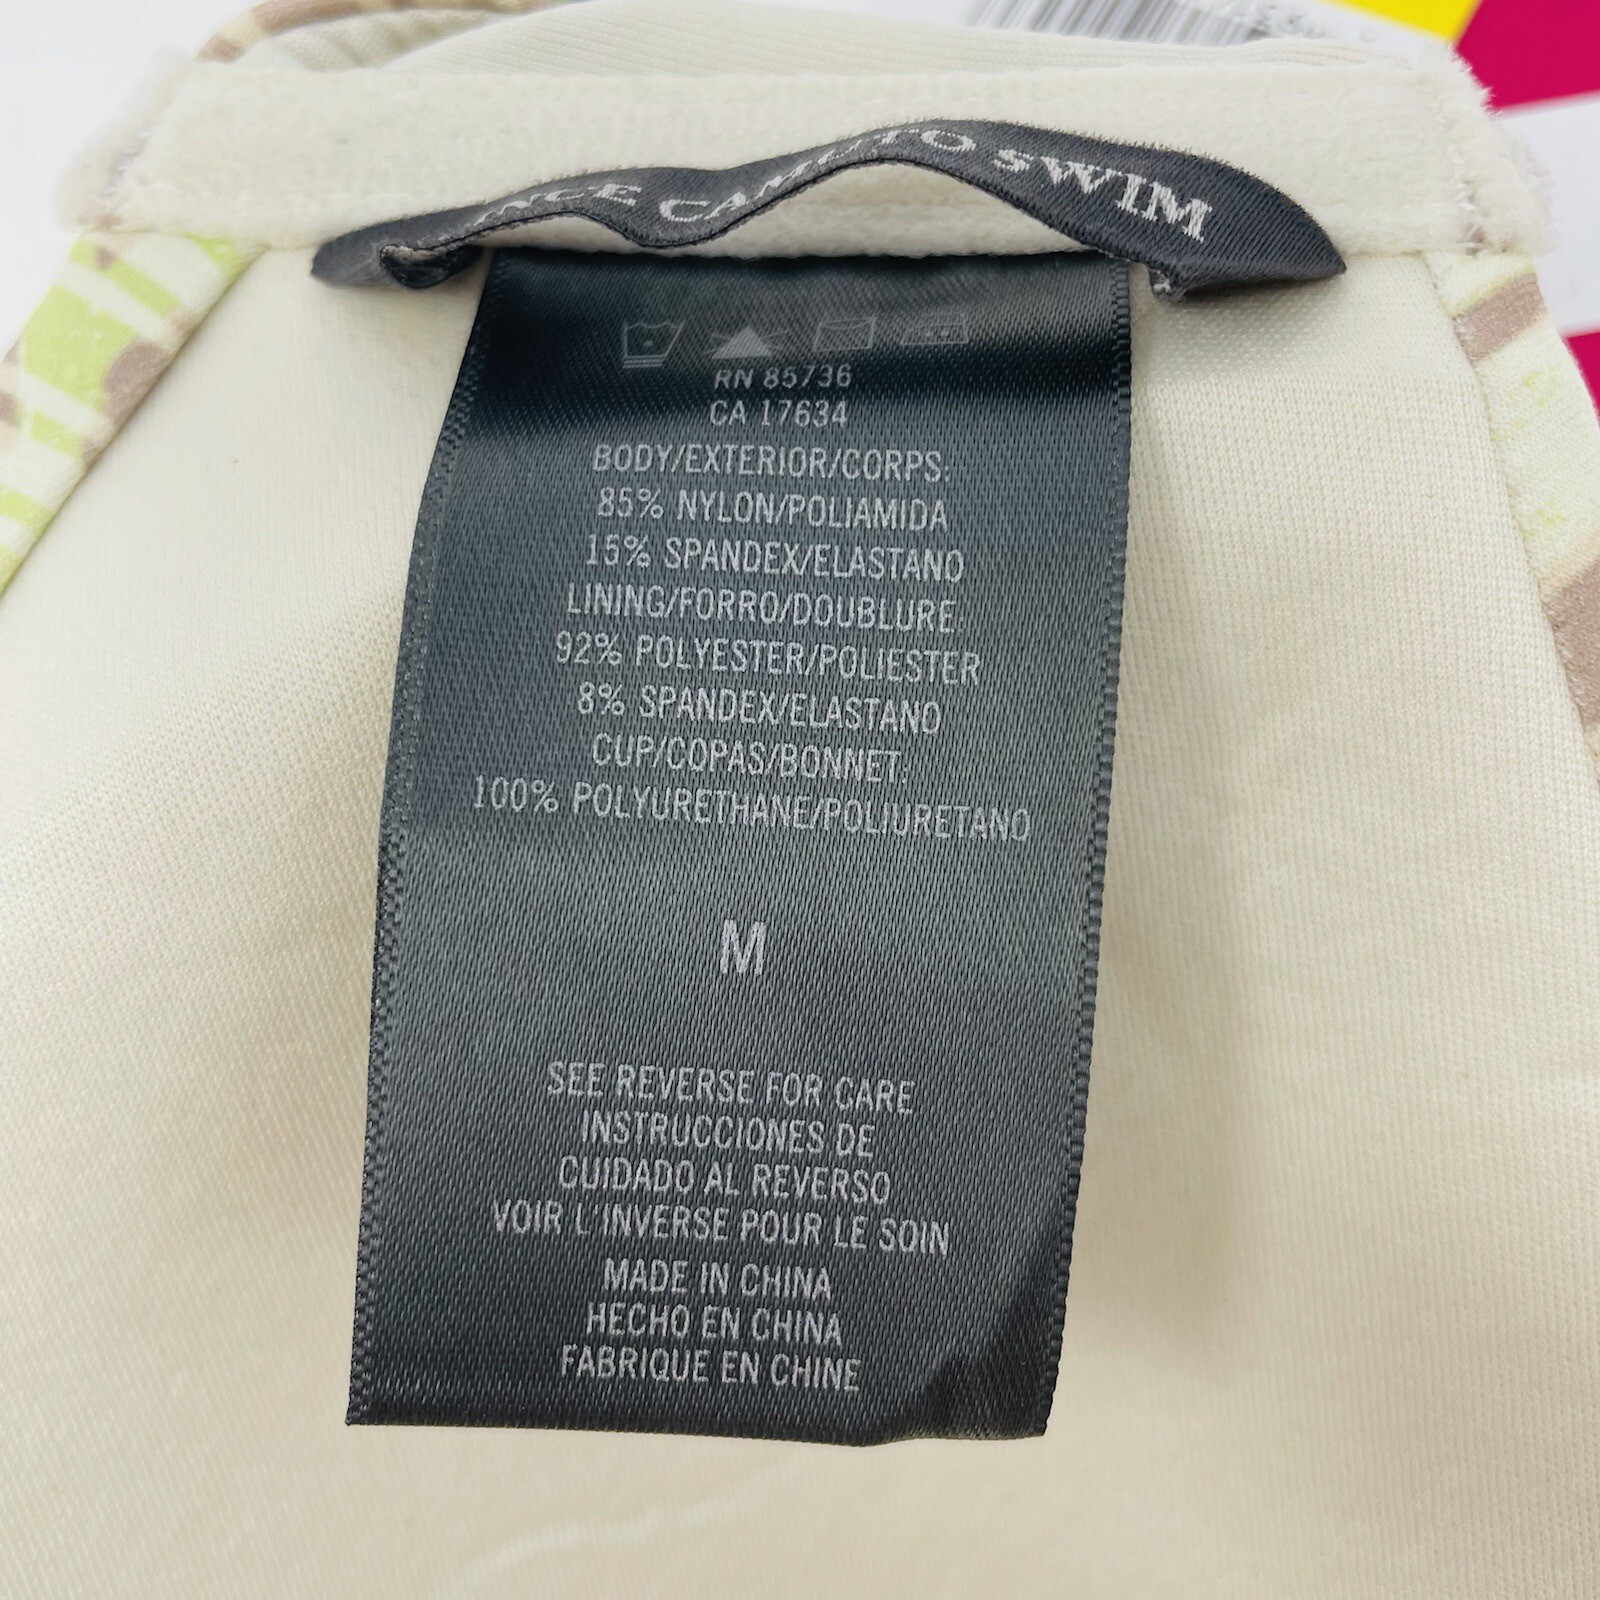 CAMUTO SWIM
RN 85736
CA 17634
BODY/EXTERIOR/CORPS:
85% NYLON/POLIAMIDA
15% SPANDEX/ELASTANO
LINING/FORRO/DOUBLURE:
92% POLYESTER/POLIESTER
8% SPANDEX/ELASTANO
CUP/COPAS/BONNET:
100% POLYURETHANE/POLIURETANO
M
SEE REVERSE FOR CARE
INSTRUCCIONES DE
CUIDADO AL REVERSO
VOIR L'INVERSE POUR LE SOIN
MADE IN CHINA
HECHO EN CHINA
FABRIQUE EN CHINE